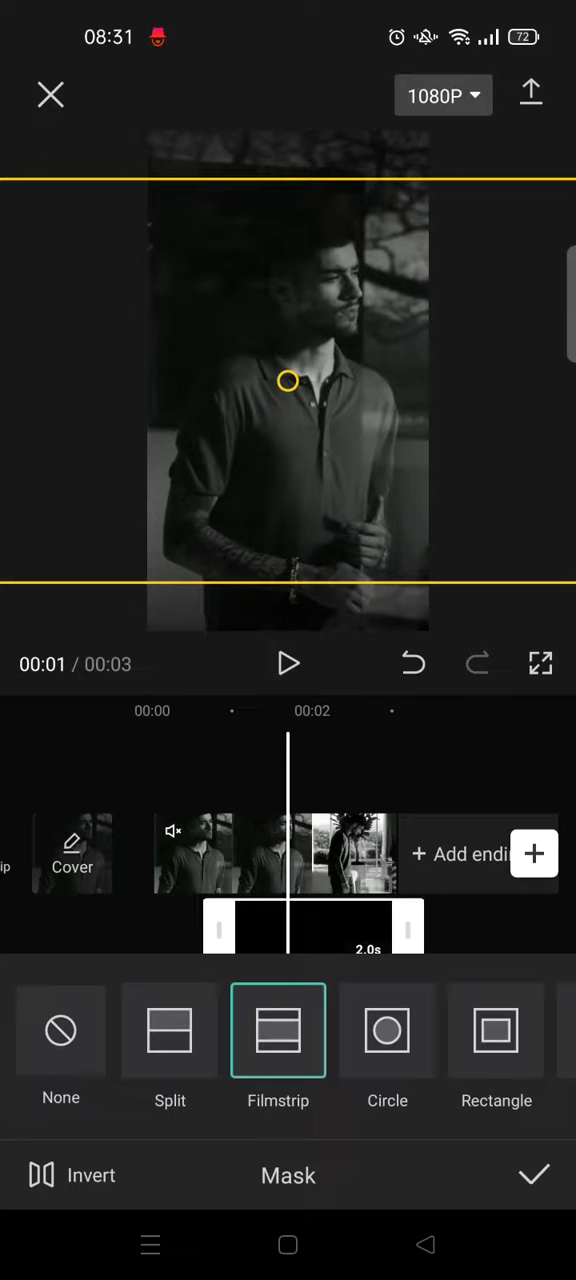 08:31
72
1080P
00:01 / 00:03
00:00
00:02
ip
Cover
+ Add endi
2.0s
None
Split
Filmstrip
Circle
Rectangle
Invert
Mask